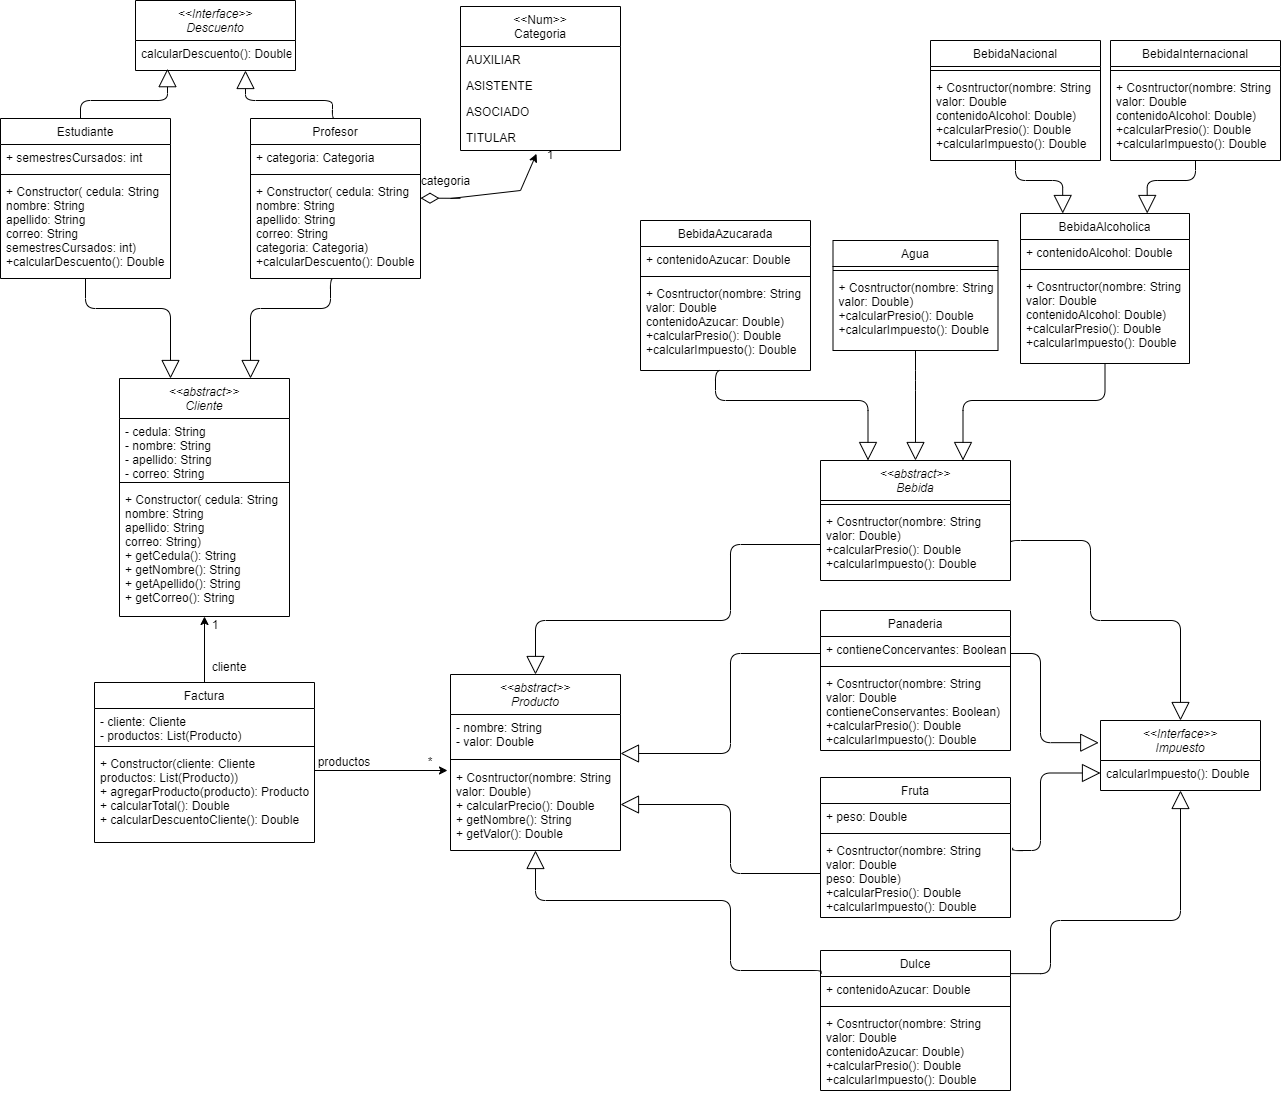 <<Interface>>
Descuento
calcularDescuento(): Double
<<Num>>
Categoria
AUXILIAR
ASISTENTE
ASOCIADO
TITULAR
1
categoria
Estudiante
+ semestresCursados: int
+ Constructor( cedula: String
nombre: String
apellido: String
correo: String
semestresCursados: int)
+calcularDescuento(): Double
Profesor
+ categoria: Categoria
+ Constructor( cedula: String
nombre: String
apellido: String
correo: String
categoria: Categoria)
+calcularDescuento(): Double
<<abstract>>
Cliente
- cedula: String
- nombre: String
- apellido: String
- correo: String
+ Constructor( cedula: String
nombre: String
apellido: String
correo: String)
+ getCedula(): String
+ getNombre(): String
+ getApellido(): String
+ getCorreo(): String
1
cliente
Factura
- cliente: Cliente
- productos: List(Producto)
+ Constructor(cliente: Cliente
productos: List(Producto))
+ agregarProducto(producto): Producto
+ calcularTotal(): Double
+ calcularDescuentoCliente(): Double
productos
*
<<abstract>>
Producto
- nombre: String
- valor: Double
+ Cosntructor(nombre: String
valor: Double)
+ calcularPrecio(): Double
+ getNombre(): String
+ getValor(): Double
BebidaNacional
+ Cosntructor(nombre: String
valor: Double
contenidoAlcohol: Double)
+calcularPresio(): Double
+calcularImpuesto(): Double
BebidaInternacional
+ Cosntructor(nombre: String
valor: Double
contenidoAlcohol: Double)
+calcularPresio(): Double
+calcularImpuesto(): Double
BebidaAzucarada
+ contenidoAzucar: Double
+ Cosntructor(nombre: String
valor: Double
contenidoAzucar: Double)
+calcularPresio(): Double
+calcularImpuesto(): Double
Agua
+ Cosntructor(nombre: String
valor: Double)
+calcularPresio(): Double
+calcularImpuesto(): Double
BebidaAlcoholica
+ contenidoAlcohol: Double
+ Cosntructor(nombre: String
valor: Double
contenidoAlcohol: Double)
+calcularPresio(): Double
+calcularImpuesto(): Double
<<abstract>>
Bebida
+ Cosntructor(nombre: String
valor: Double)
+calcularPresio(): Double
+calcularImpuesto(): Double
Panaderia
+ contieneConcervantes: Boolean
+ Cosntructor(nombre: String
valor: Double
contieneConservantes: Boolean)
+calcularPresio(): Double
+calcularImpuesto(): Double
<<Interface>>
Impuesto
calcularImpuesto(): Double
Fruta
+ peso: Double
+ Cosntructor(nombre: String
valor: Double
peso: Double)
+calcularPresio(): Double
+calcularImpuesto(): Double
Dulce
+ contenidoAzucar: Double
+ Cosntructor(nombre: String
valor: Double
contenidoAzucar: Double)
+calcularPresio(): Double
+calcularImpuesto(): Double